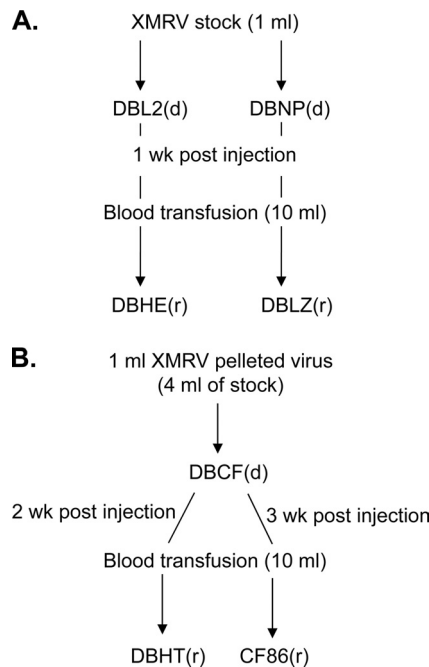 A.
XMRV stock (1 ml)
DBL2(d) DBNP(d)
1 wk post injection
Blood transfusion (10 ml)
DBHE(r) DBLZ(r)
B.
1 ml XMRV pelleted virus
(4 ml of stock)
DBCF(d)
2 wk post injection 3 wk post injection
Blood transfusion (10 ml)
DBHT(r) CF86(r)